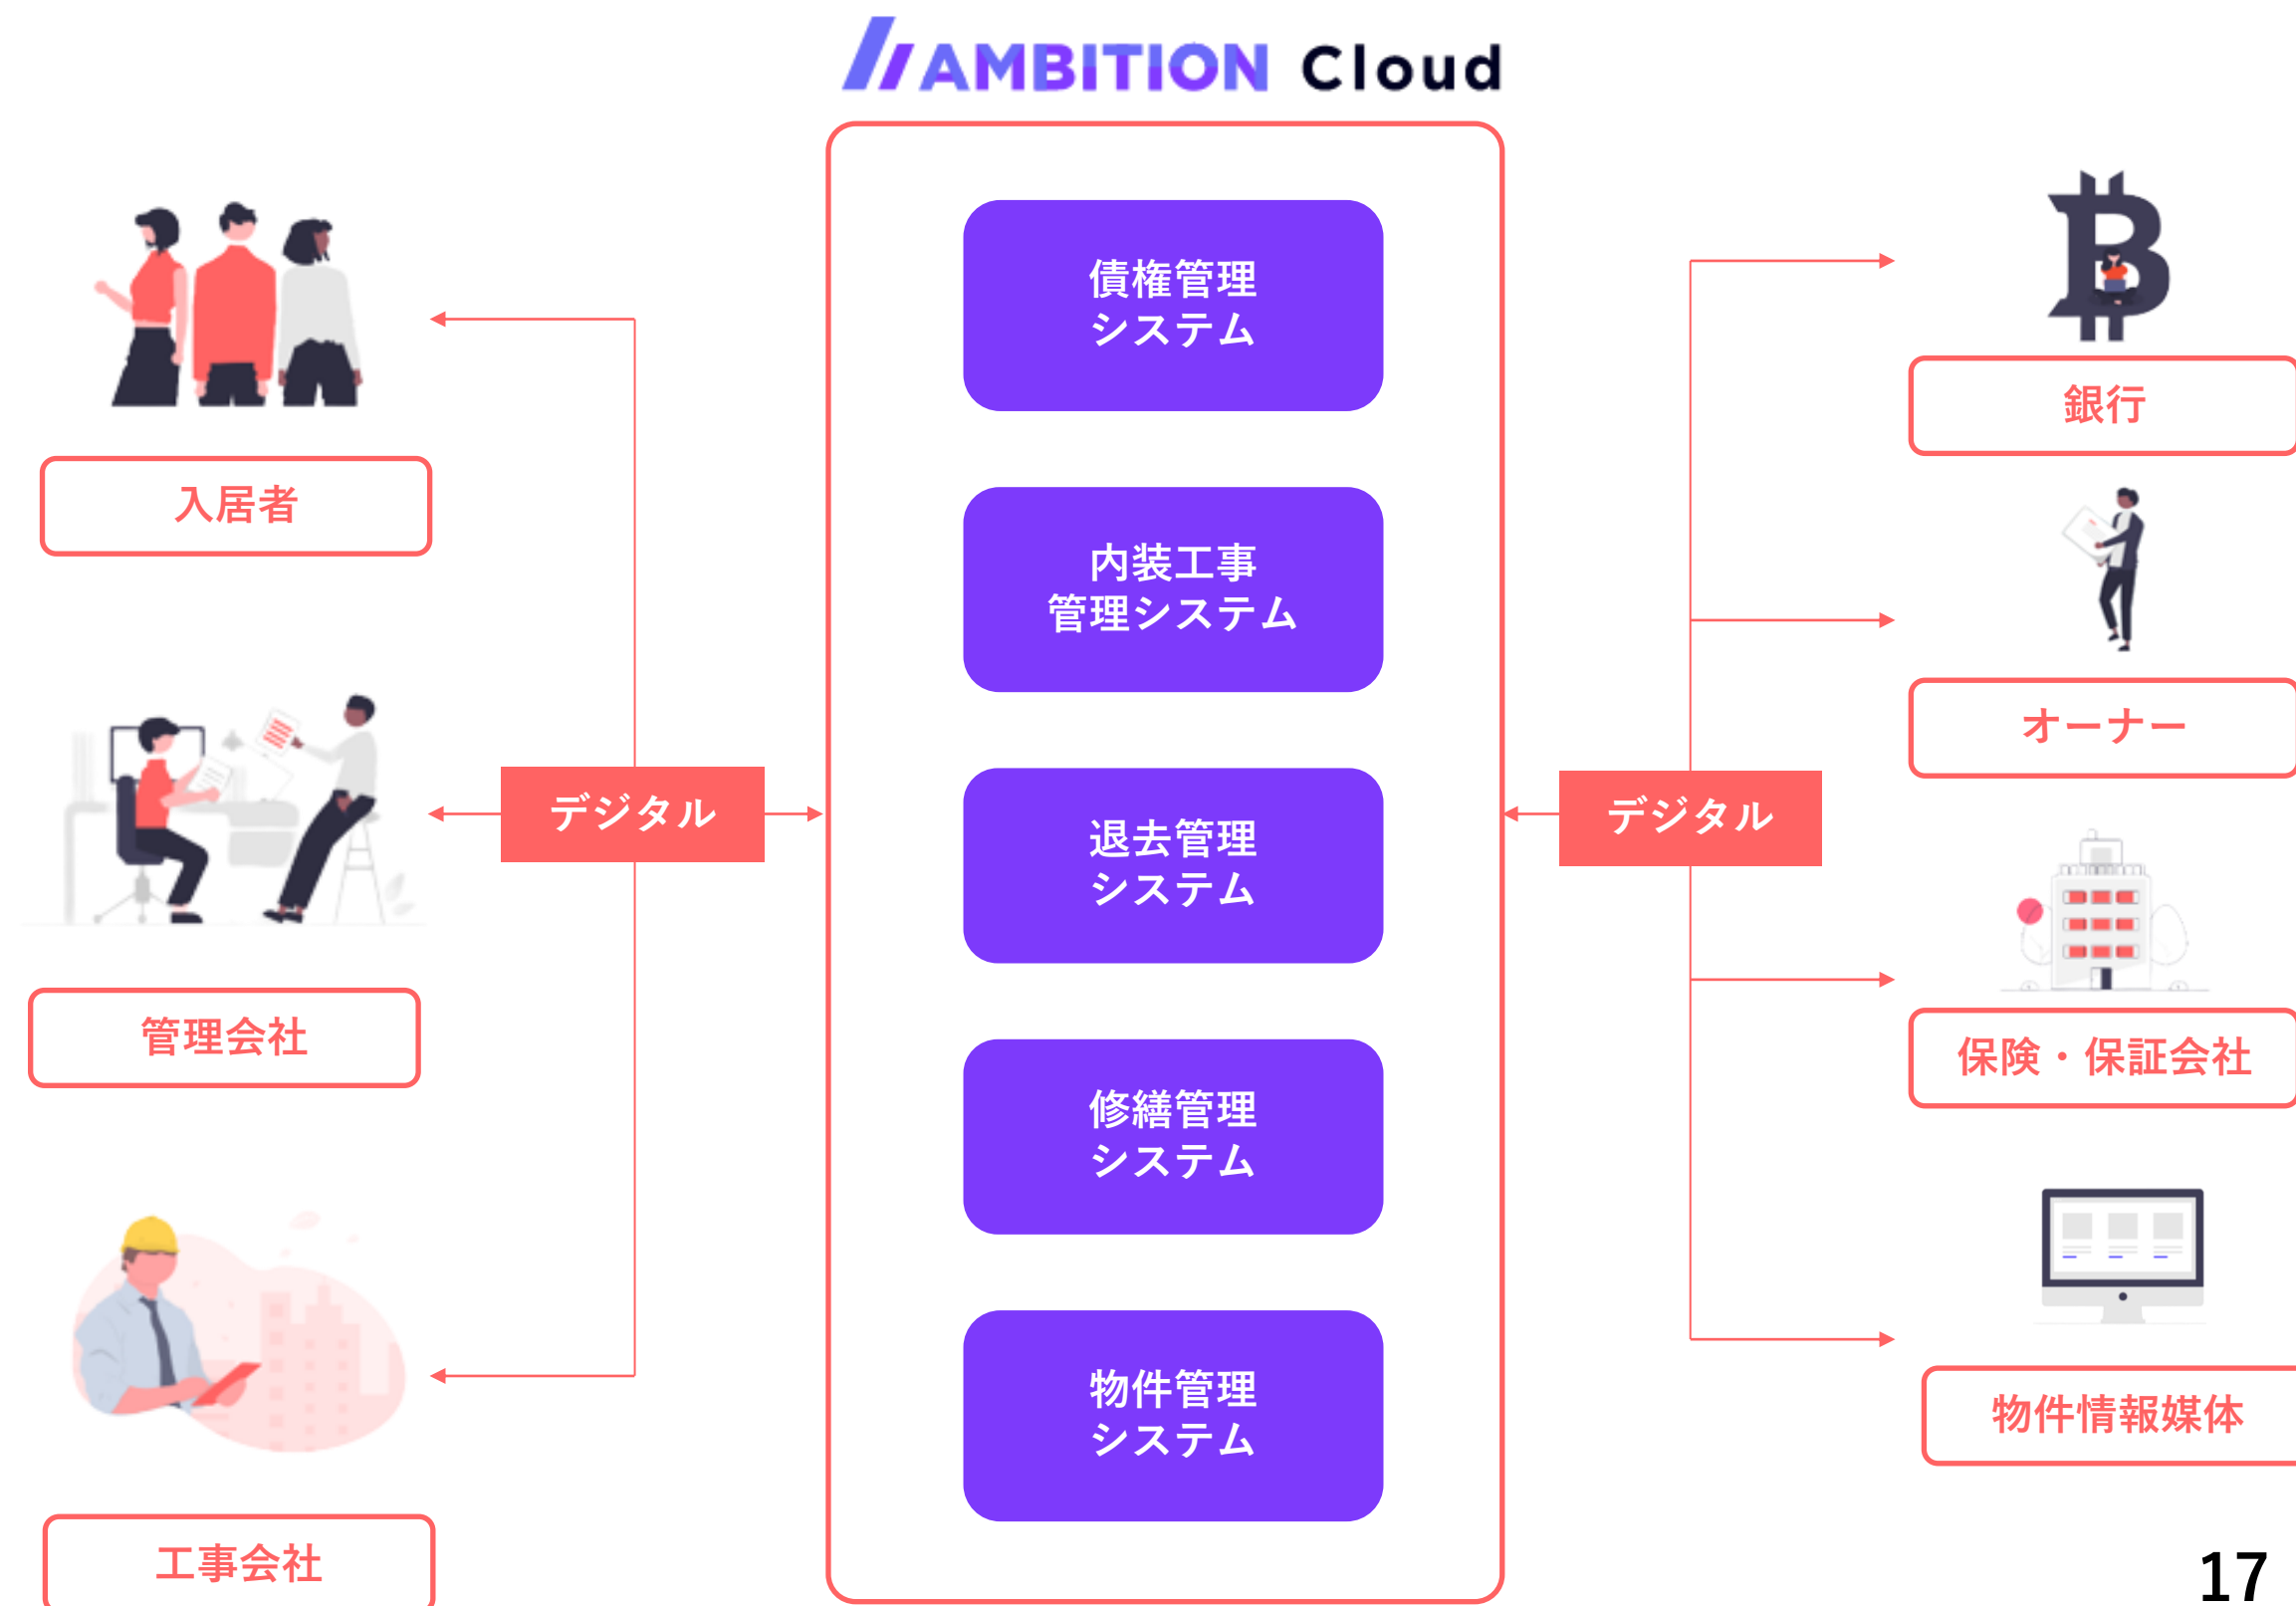 AMBITION Cloud
入居者
管理会社
工事会社
デジタル
債権管理
システム
内装工事
管理システム
退去管理
システム
修繕管理
システム
物件管理
システム
デジタル
銀行
オーナー
保険・保証会社
物件情報媒体
17